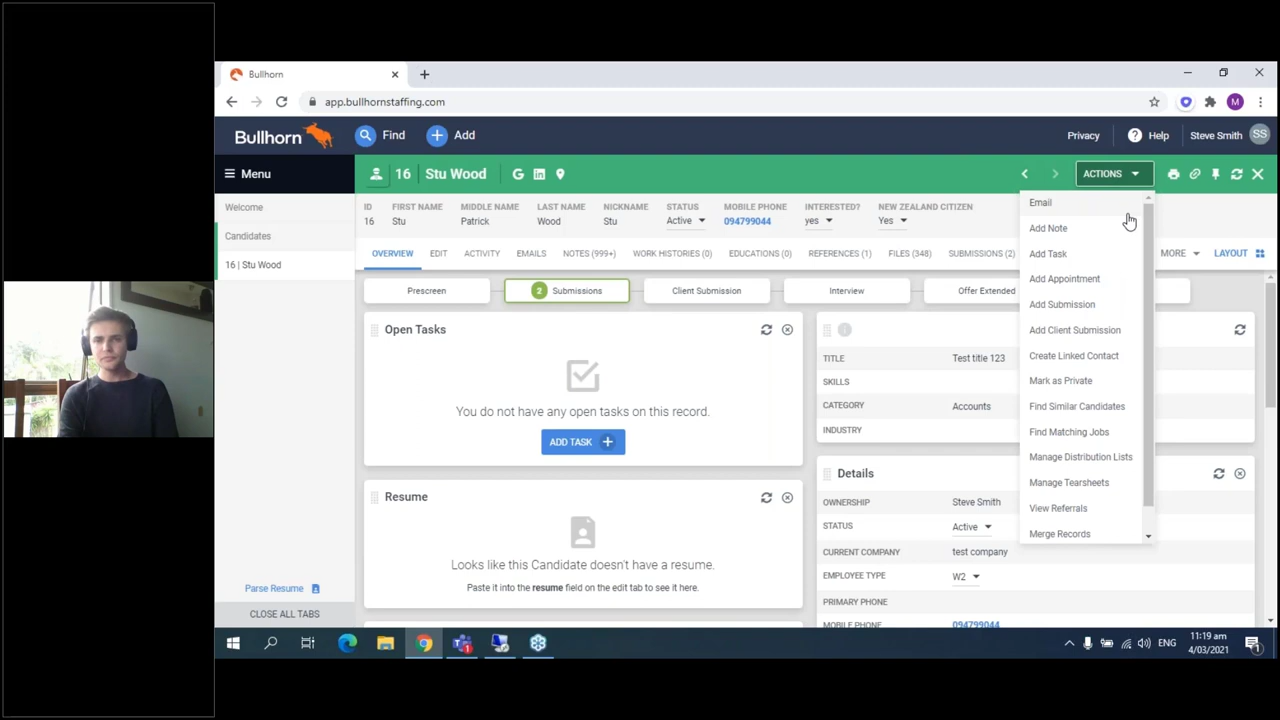 Bullhorn
app.bullhornstaffing.com
M
Bullhorn
Find
Add
Privacy
Help
Steve Smith
SS
Menu
16
Stu Wood
ACTIONS
Welcome
Candidates
16 | Stu Wood
ID
16
FIRST NAME
Stu
MIDDLE NAME
Patrick
LAST NAME
Wood
NICKNAME
Stu
STATUS
Active
MOBILE PHONE
094799044
INTERESTED?
yes
NEW ZEALAND CITIZEN
Yes
OVERVIEW
EDIT
ACTIVITY
EMAILS
NOTES (999+)
WORK HISTORIES (0)
EDUCATIONS (0)
REFERENCES (1)
FILES (348)
SUBMISSIONS (2)
MORE
LAYOUT
Prescreen
2 Submissions
Client Submission
Interview
Offer Extended
Open Tasks
You do not have any open tasks on this record.
ADD TASK
Resume
Looks like this Candidate doesn't have a resume.
Paste it into the resume field on the edit tab to see it here.
TITLE
Test title 123
SKILLS
CATEGORY
Accounts
INDUSTRY
Details
OWNERSHIP
Steve Smith
STATUS
Active
CURRENT COMPANY
test company
EMPLOYEE TYPE
W2
PRIMARY PHONE
MOBILE PHONE
094799044
Email
Add Note
Add Task
Add Appointment
Add Submission
Add Client Submission
Create Linked Contact
Mark as Private
Find Similar Candidates
Find Matching Jobs
Manage Distribution Lists
Manage Tearsheets
View Referrals
Merge Records
Parse Resume
CLOSE ALL TABS
ENG
11:19 am
4/03/2021